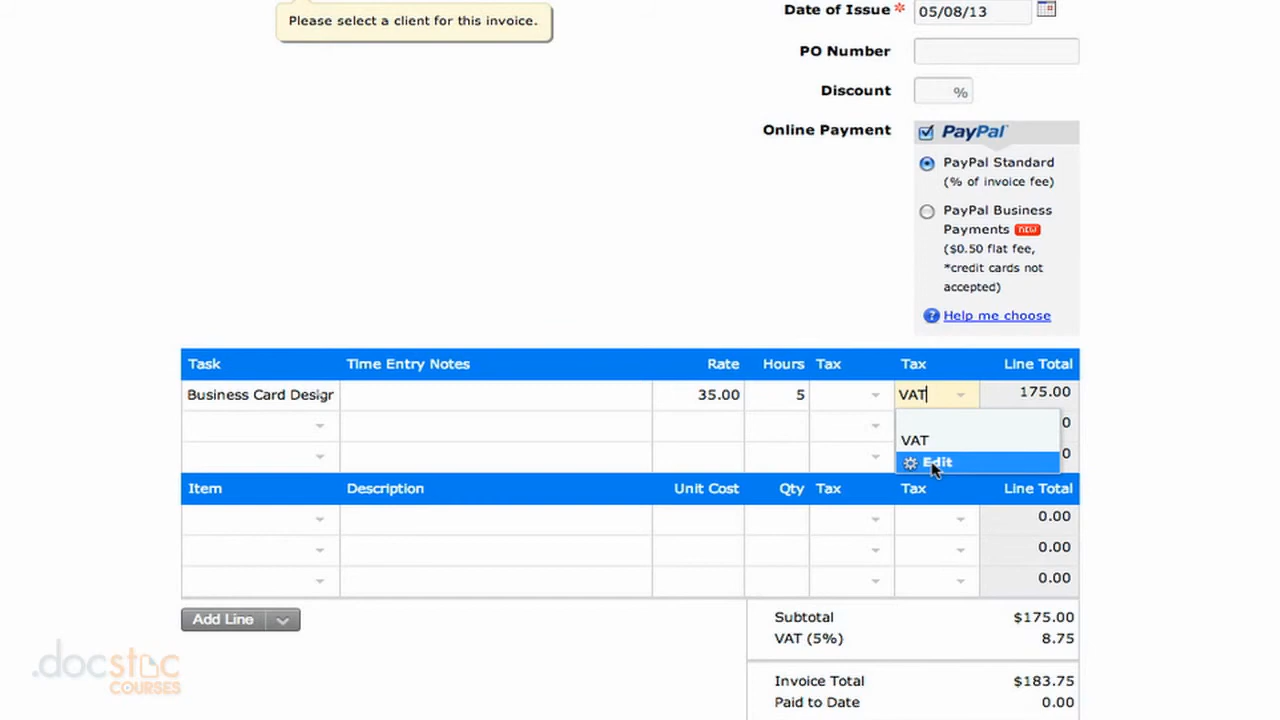 Please select a client for this invoice.
Date of Issue * 05/08/13
PO Number
Discount %
Online Payment PayPal
PayPal Standard
(% of invoice fee)
PayPal Business
Payments NEW
($0.50 flat fee,
*credit cards not
accepted)
? Help me choose
Task Time Entry Notes Rate Hours Tax Tax Line Total
Business Card Design 35.00 5 VAT 175.00
0
VAT
0
Edit
Item Description Unit Cost Qty Tax Tax Line Total
0.00
0.00
0.00
Add Line
Subtotal $175.00
VAT (5%) 8.75
Invoice Total $183.75
Paid to Date 0.00
.docstoc
COURSES